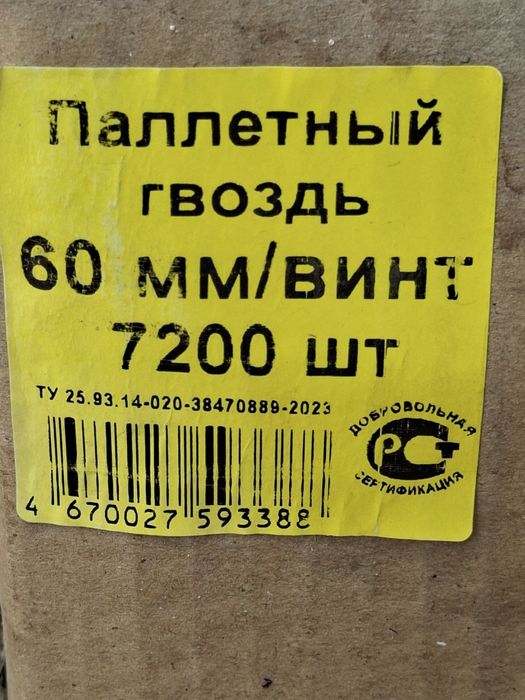 Паллетный
гвоздь
60 мм/винт
7200 шт
ТУ 25.93.14-020-38470889-2023
ДОБРОВОЛЬНАЯ
РСТ
СЕРТИФИКАЦИЯ
4 670027 593388